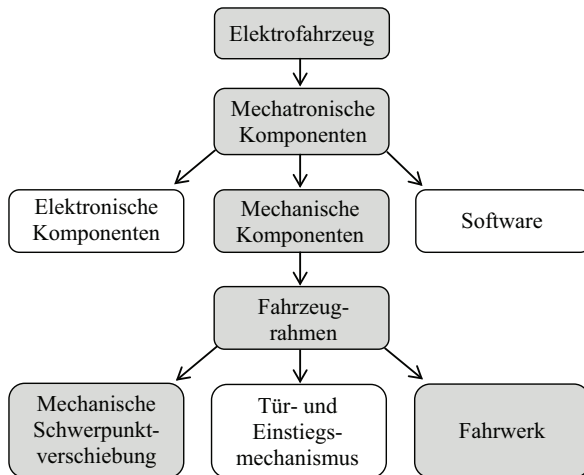 Elektrofahrzeug
Mechatronische
Komponenten
Elektronische
Komponenten
Mechanische
Komponenten
Software
Fahrzeug-
rahmen
Mechanische
Schwerpunkt-
verschiebung
Tür- und
Einstiegs-
mechanismus
Fahrwerk